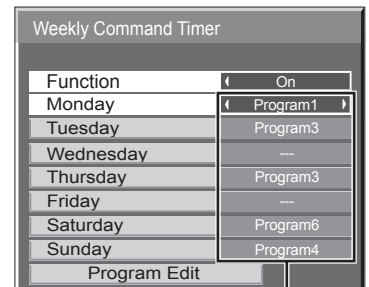 Weekly Command Timer
Function On
Monday Program1
Tuesday Program3
Wednesday ---
Thursday Program3
Friday ---
Saturday Program6
Sunday Program4
Program Edit